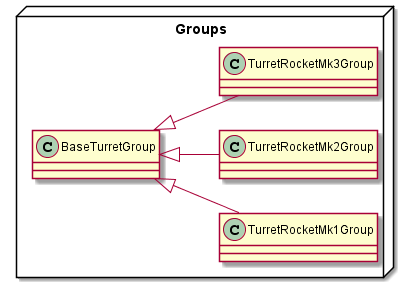 Groups
C TurretRocketMk3Group
C BaseTurretGroup
C TurretRocketMk2Group
C TurretRocketMk1Group